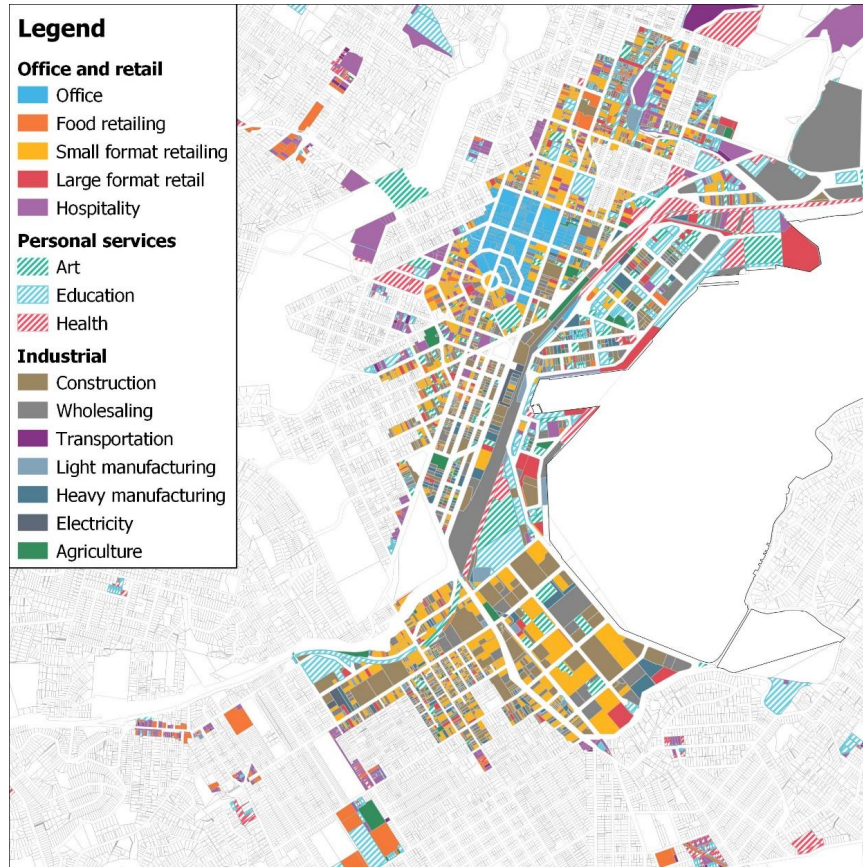 Legend
Office and retail
Office
Food retailing
Small format retailing
Large format retail
Hospitality
Personal services
Art
Education
Health
Industrial
Construction
Wholesaling
Transportation
Light manufacturing
Heavy manufacturing
Electricity
Agriculture